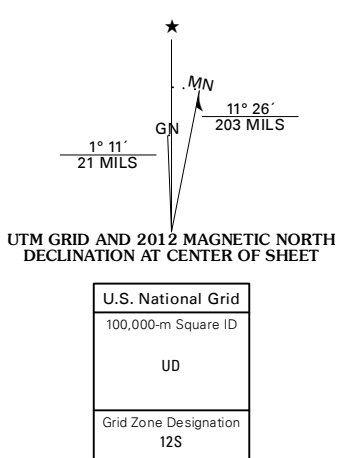 ★
MN
11° 26´
203 MILS
GN
1° 11´
21 MILS
UTM GRID AND 2012 MAGNETIC NORTH
DECLINATION AT CENTER OF SHEET
U.S. National Grid
100,000-m Square ID
UD
Grid Zone Designation
12S